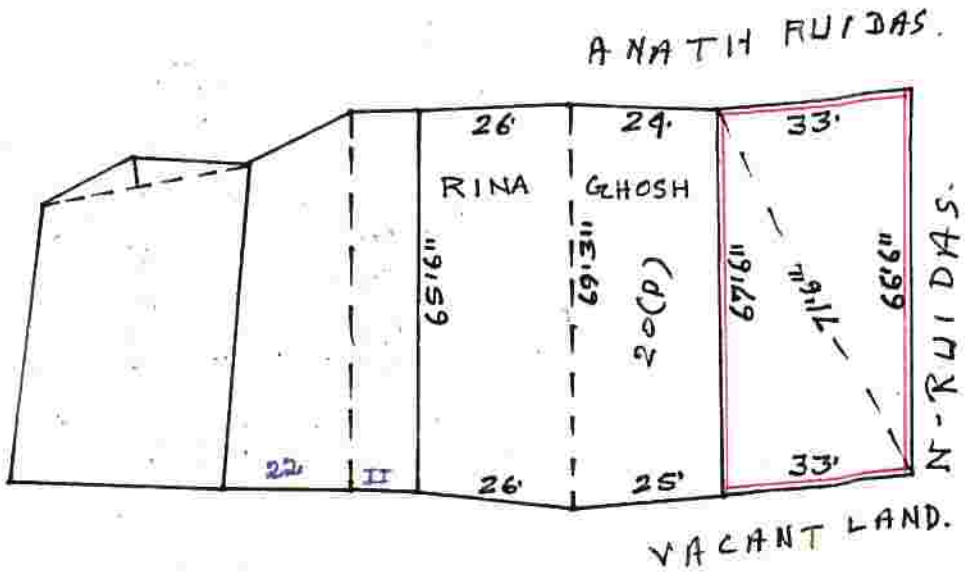 ANATH RUIDAS.
26' 24' 33'
RINA GHOSH
65'6"
69'3"
20(P)
67'6"
71'6"
66'6"
N-RUIDAS.
22 II 26' 25' 33'
VACANT LAND.